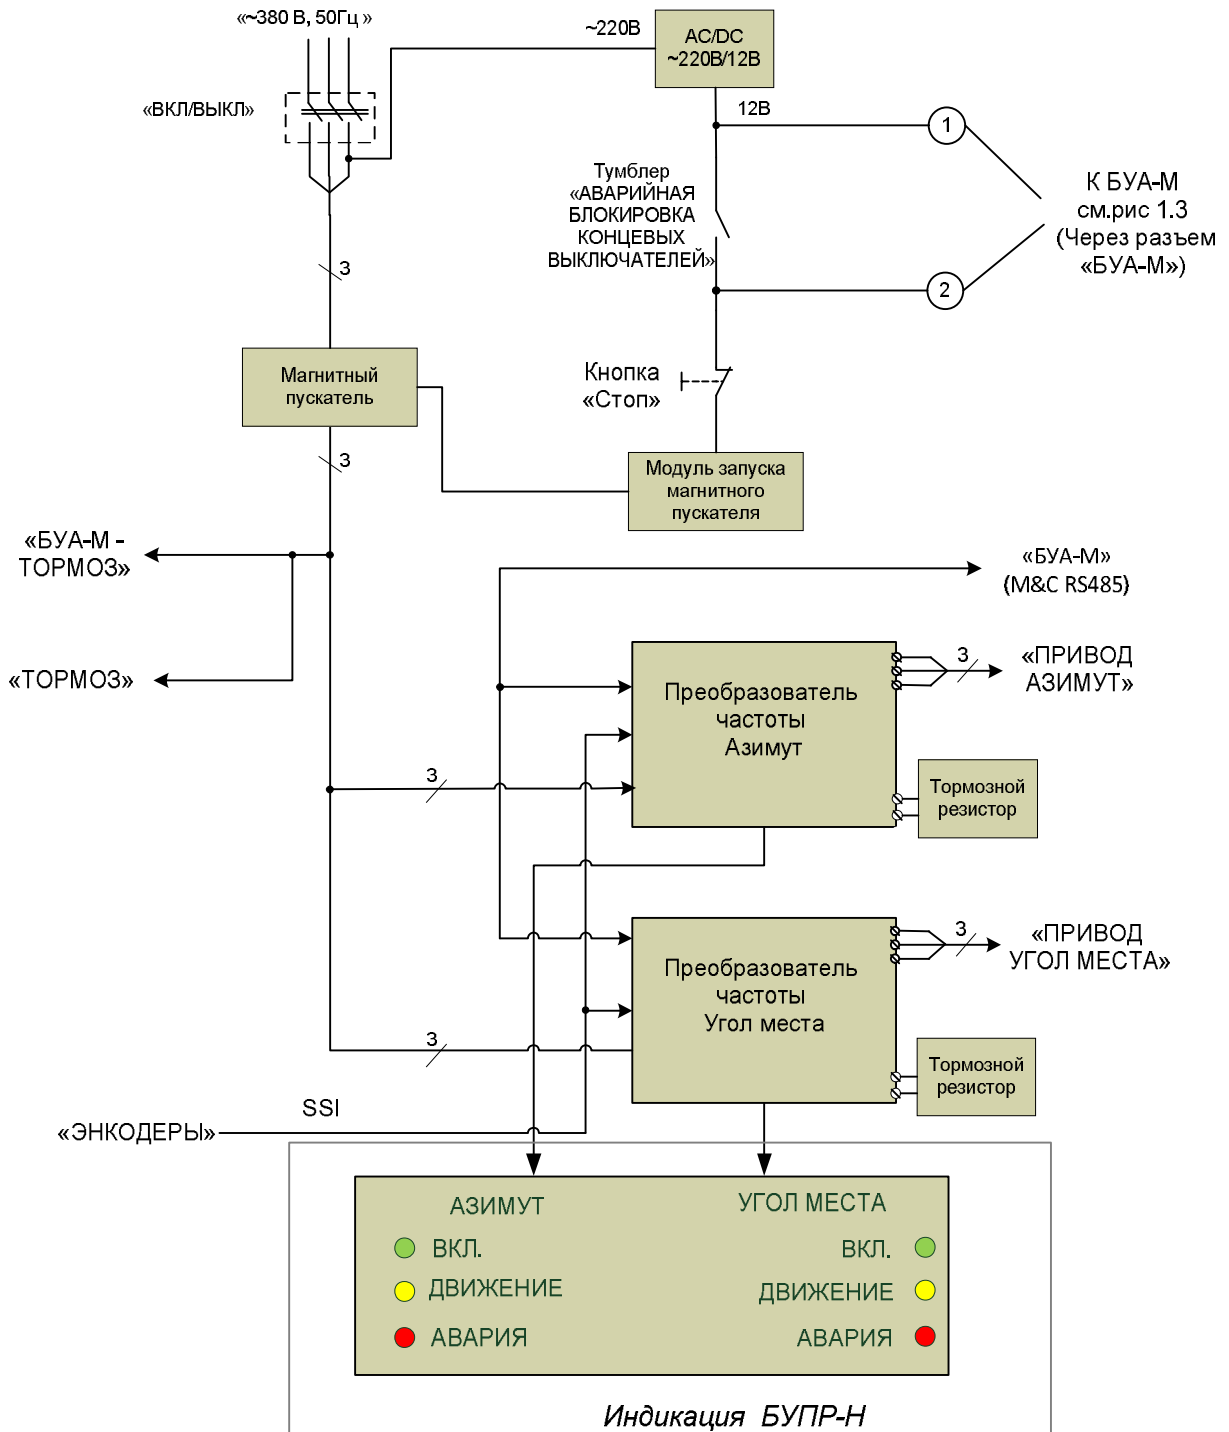 «~380 В, 50Гц »
~220В
AC/DC
~220В/12В
«ВКЛ/ВЫКЛ»
12В
1
Тумблер
«АВАРИЙНАЯ
БЛОКИРОВКА
КОНЦЕВЫХ
ВЫКЛЮЧАТЕЛЕЙ»
К БУА-М
см.рис 1.3
(Через разъем
«БУА-М»)
3
2
Магнитный
пускатель
Кнопка
«Стоп»
3
Модуль запуска
магнитного
пускателя
«БУА-М -
ТОРМОЗ»
«БУА-М»
(M&C RS485)
«ТОРМОЗ»
Преобразователь
частоты
Азимут
3
«ПРИВОД
АЗИМУТ»
3
Тормозной
резистор
Преобразователь
частоты
Угол места
3
«ПРИВОД
УГОЛ МЕСТА»
3
Тормозной
резистор
SSI
«ЭНКОДЕРЫ»
АЗИМУТ
УГОЛ МЕСТА
ВКЛ.
ВКЛ.
ДВИЖЕНИЕ
ДВИЖЕНИЕ
АВАРИЯ
АВАРИЯ
Индикация БУПР-Н